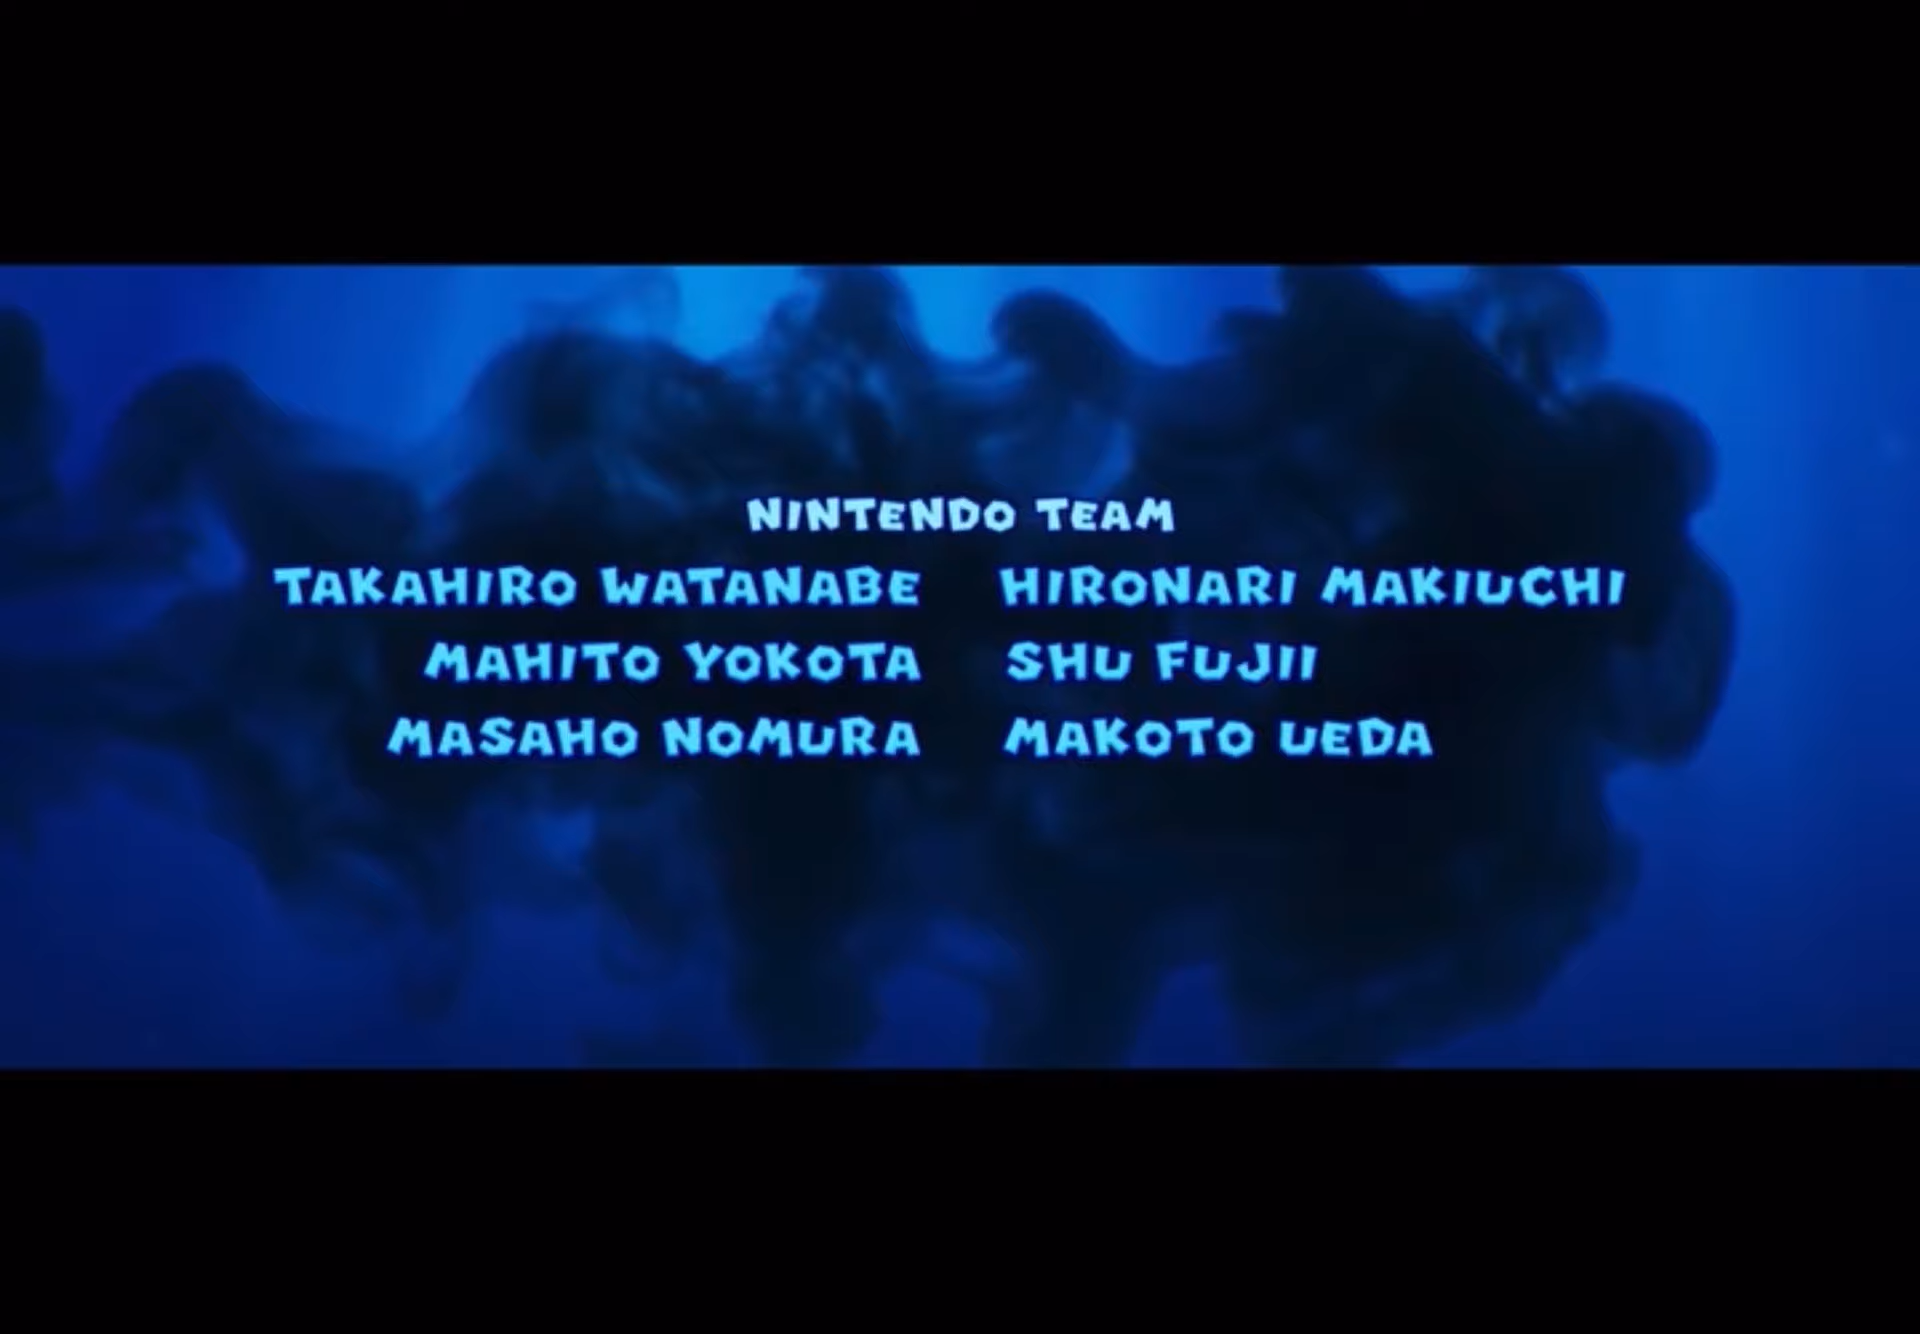 NINTENDO TEAM
TAKAHIRO WATANABE HIRONARI MAKIUCHI
MAHITO YOKOTA SHU FUJII
MASAHO NOMURA MAKOTO UEDA